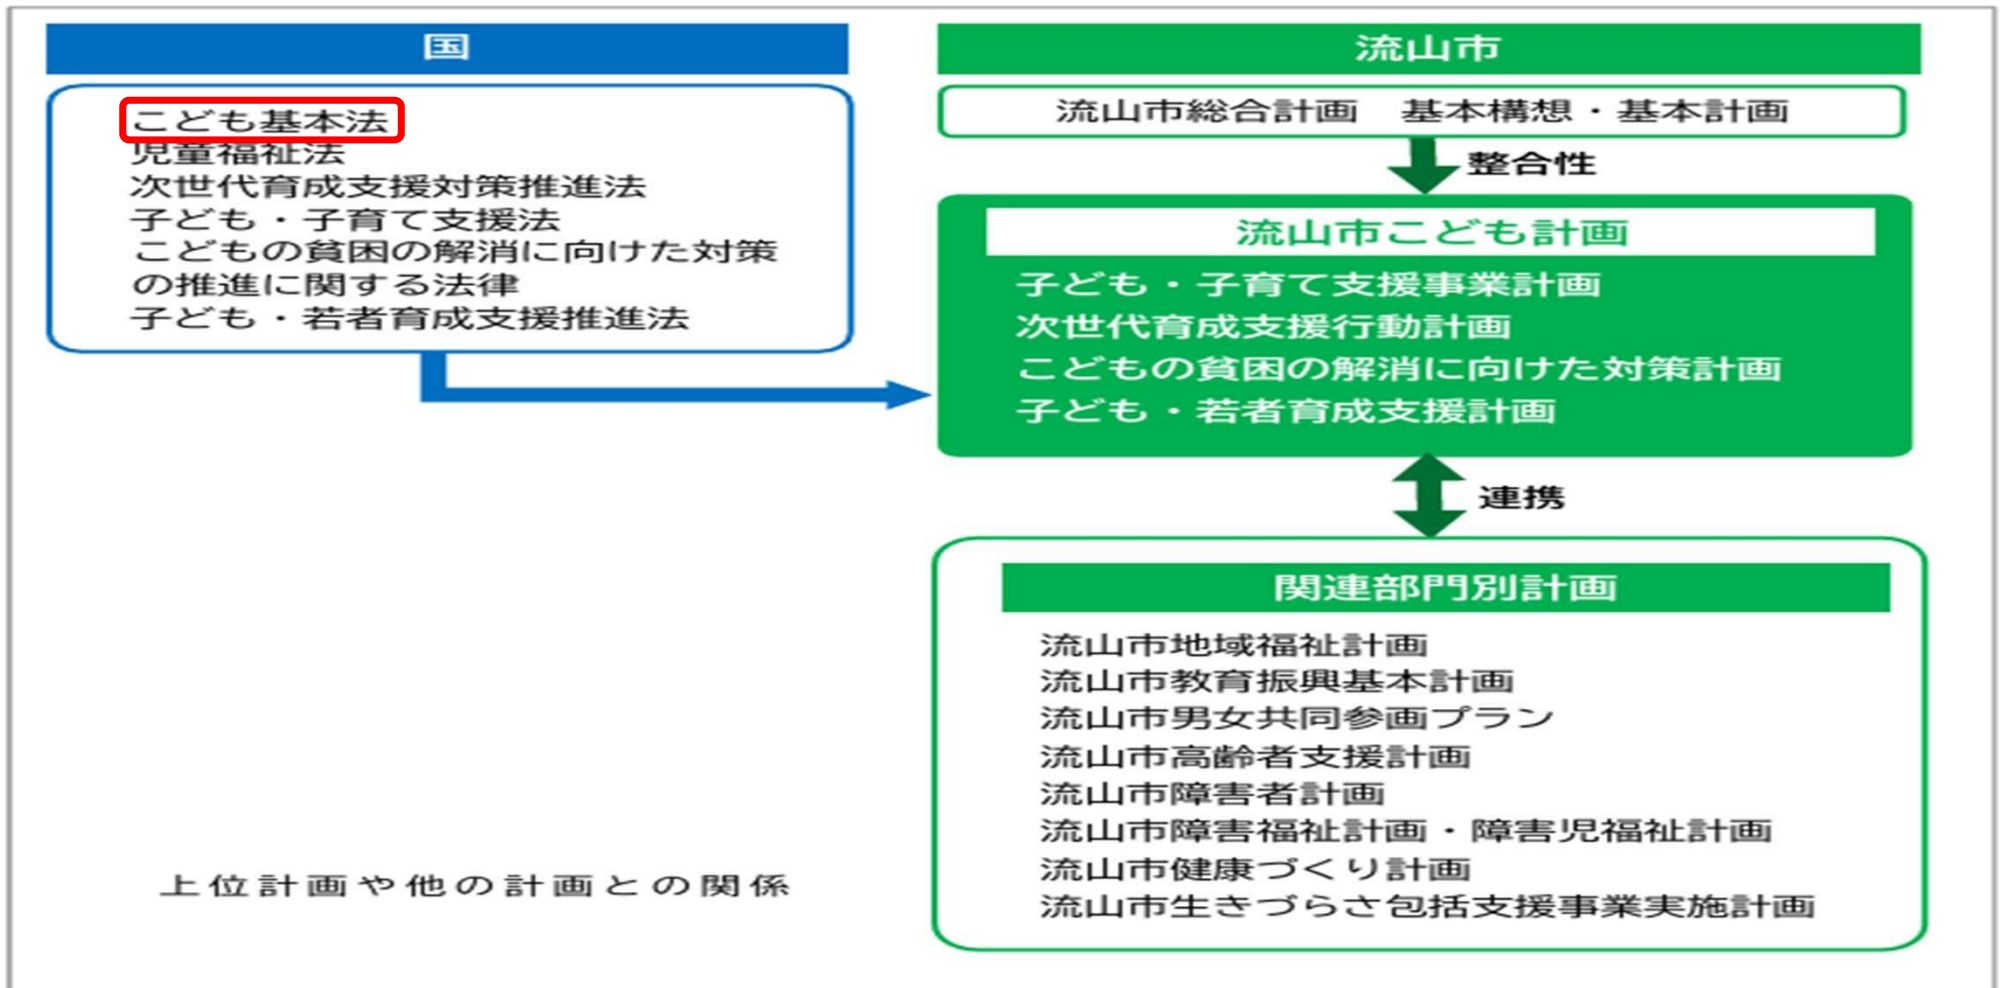 国
こども基本法
児童福祉法
次世代育成支援対策推進法
子ども・子育て支援法
こどもの貧困の解消に向けた対策
の推進に関する法律
子ども・若者育成支援推進法
流山市
流山市総合計画　基本構想・基本計画
整合性
流山市こども計画
子ども・子育て支援事業計画
次世代育成支援行動計画
こどもの貧困の解消に向けた対策計画
子ども・若者育成支援計画
連携
関連部門別計画
流山市地域福祉計画
流山市教育振興基本計画
流山市男女共同参画プラン
流山市高齢者支援計画
流山市障害者計画
流山市障害福祉計画・障害児福祉計画
流山市健康づくり計画
流山市生きづらさ包括支援事業実施計画
上位計画や他の計画との関係